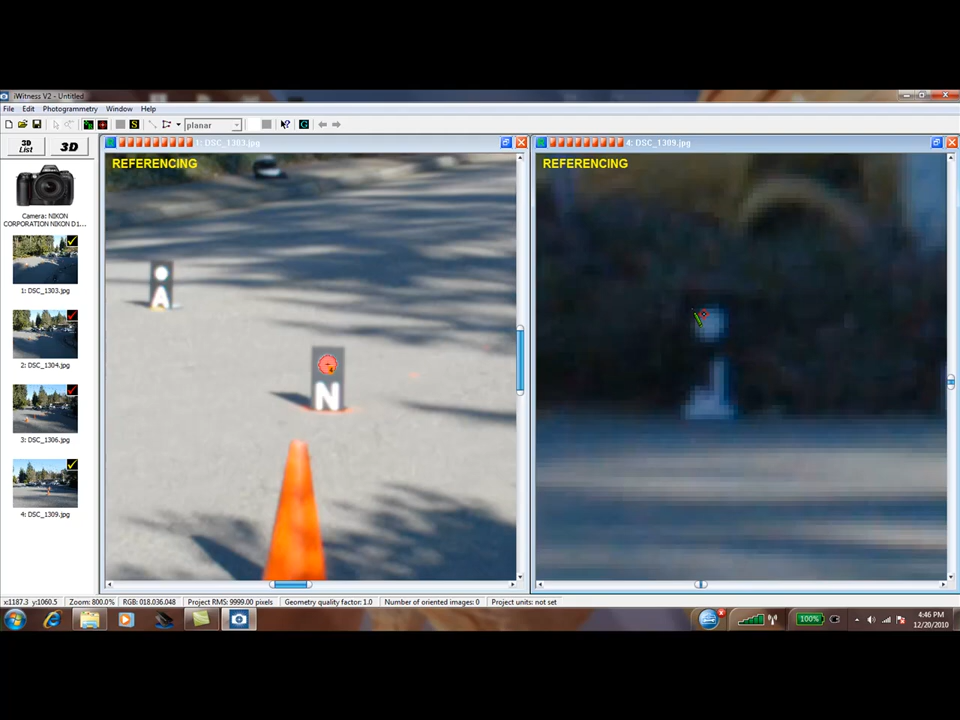 iWitness V2 - Untitled
File Edit Photogrammetry Window Help
planar
3D List 3D
1: DSC_1303.jpg
4: DSC_1309.jpg
REFERENCING
REFERENCING
Camera: NIKON
CORPORATION NIKON D1...
1: DSC_1303.jpg
2: DSC_1304.jpg
3: DSC_1306.jpg
4: DSC_1309.jpg
A
N
x:1187.3 y:1060.5 Zoom: 800.0% RGB: 018.036.048 Project RMS: 9999.00 pixels Geometry quality factor: 1.0 Number of oriented images: 0 Project units: not set
100%
4:46 PM
12/20/2010